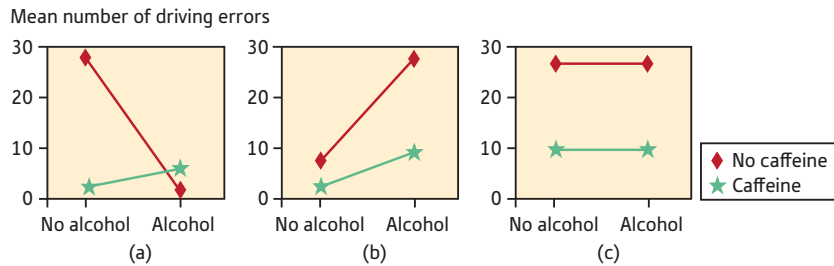 Mean number of driving errors
30
20
10
0
No alcohol Alcohol
(a)
30
20
10
0
No alcohol Alcohol
(b)
30
20
10
0
No alcohol Alcohol
(c)
No caffeine
Caffeine